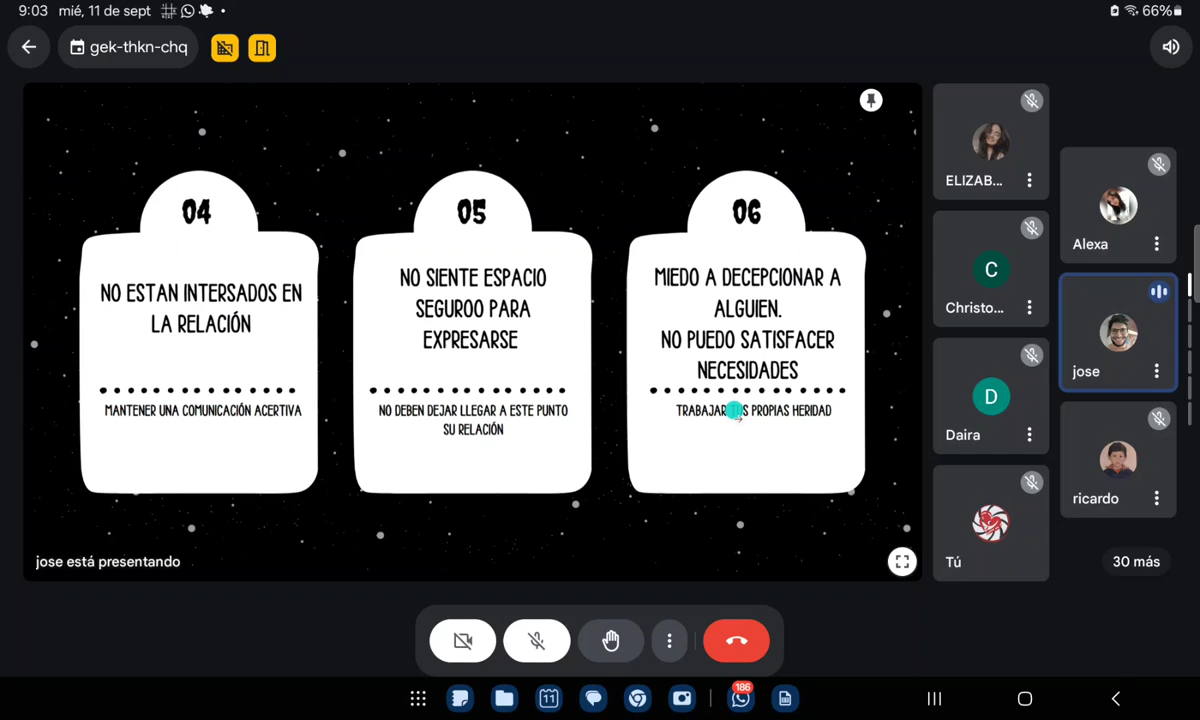 9:03 mié, 11 de sept
66%
gek-thkn-chq
04
NO ESTAN INTERSADOS EN
LA RELACIÓN
MANTENER UNA COMUNICACIÓN ACERTIVA
05
NO SIENTE ESPACIO
SEGUROO PARA
EXPRESARSE
NO DEBEN DEJAR LLEGAR A ESTE PUNTO
SU RELACIÓN
06
MIEDO A DECEPCIONAR A
ALGUIEN.
NO PUEDO SATISFACER
NECESIDADES
TRABAJAR TUS PROPIAS HERIDAD
jose está presentando
ELIZAB...
C
Christo...
D
Daira
Tú
Alexa
jose
ricardo
30 más
11
186